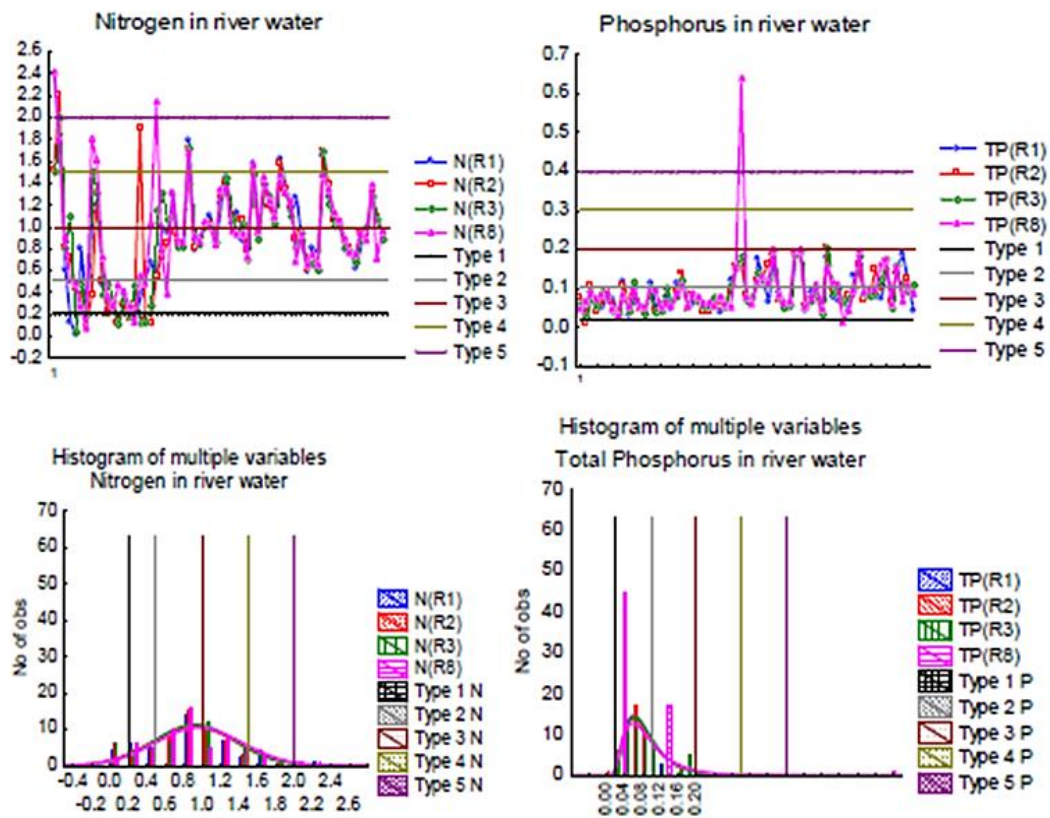 Nitrogen in river water
2.6
2.4
2.2
2.0
1.8
1.6
1.4
1.2
1.0
0.8
0.6
0.4
0.2
0.0
-0.2
1
N(R1)
N(R2)
N(R3)
N(R8)
Type 1
Type 2
Type 3
Type 4
Type 5
Phosphorus in river water
0.7
0.6
0.5
0.4
0.3
0.2
0.1
0.0
-0.1
1
TP(R1)
TP(R2)
TP(R3)
TP(R8)
Type 1
Type 2
Type 3
Type 4
Type 5
Histogram of multiple variables
Nitrogen in river water
No of obs
70
60
50
40
30
20
10
0
-0.4 0.0 0.4 0.8 1.2 1.6 2.0 2.4
-0.2 0.2 0.6 1.0 1.4 1.8 2.2 2.6
N(R1)
N(R2)
N(R3)
N(R8)
Type 1 N
Type 2 N
Type 3 N
Type 4 N
Type 5 N
Histogram of multiple variables
Total Phosphorus in river water
No of obs
70
60
50
40
30
20
10
0
0.00
0.04
0.08
0.12
0.16
0.20
TP(R1)
TP(R2)
TP(R3)
TP(R8)
Type 1 P
Type 2 P
Type 3 P
Type 4 P
Type 5 P